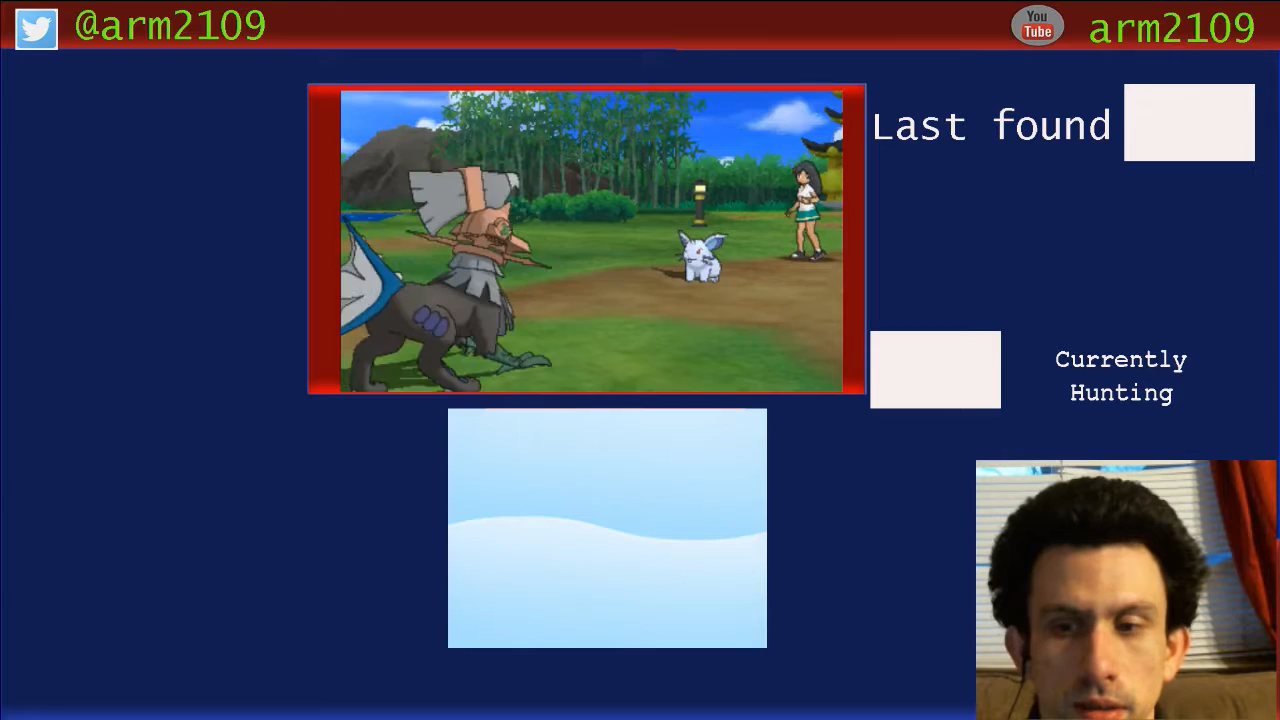 @arm2109
You
Tube
arm2109
Last found
Currently
Hunting